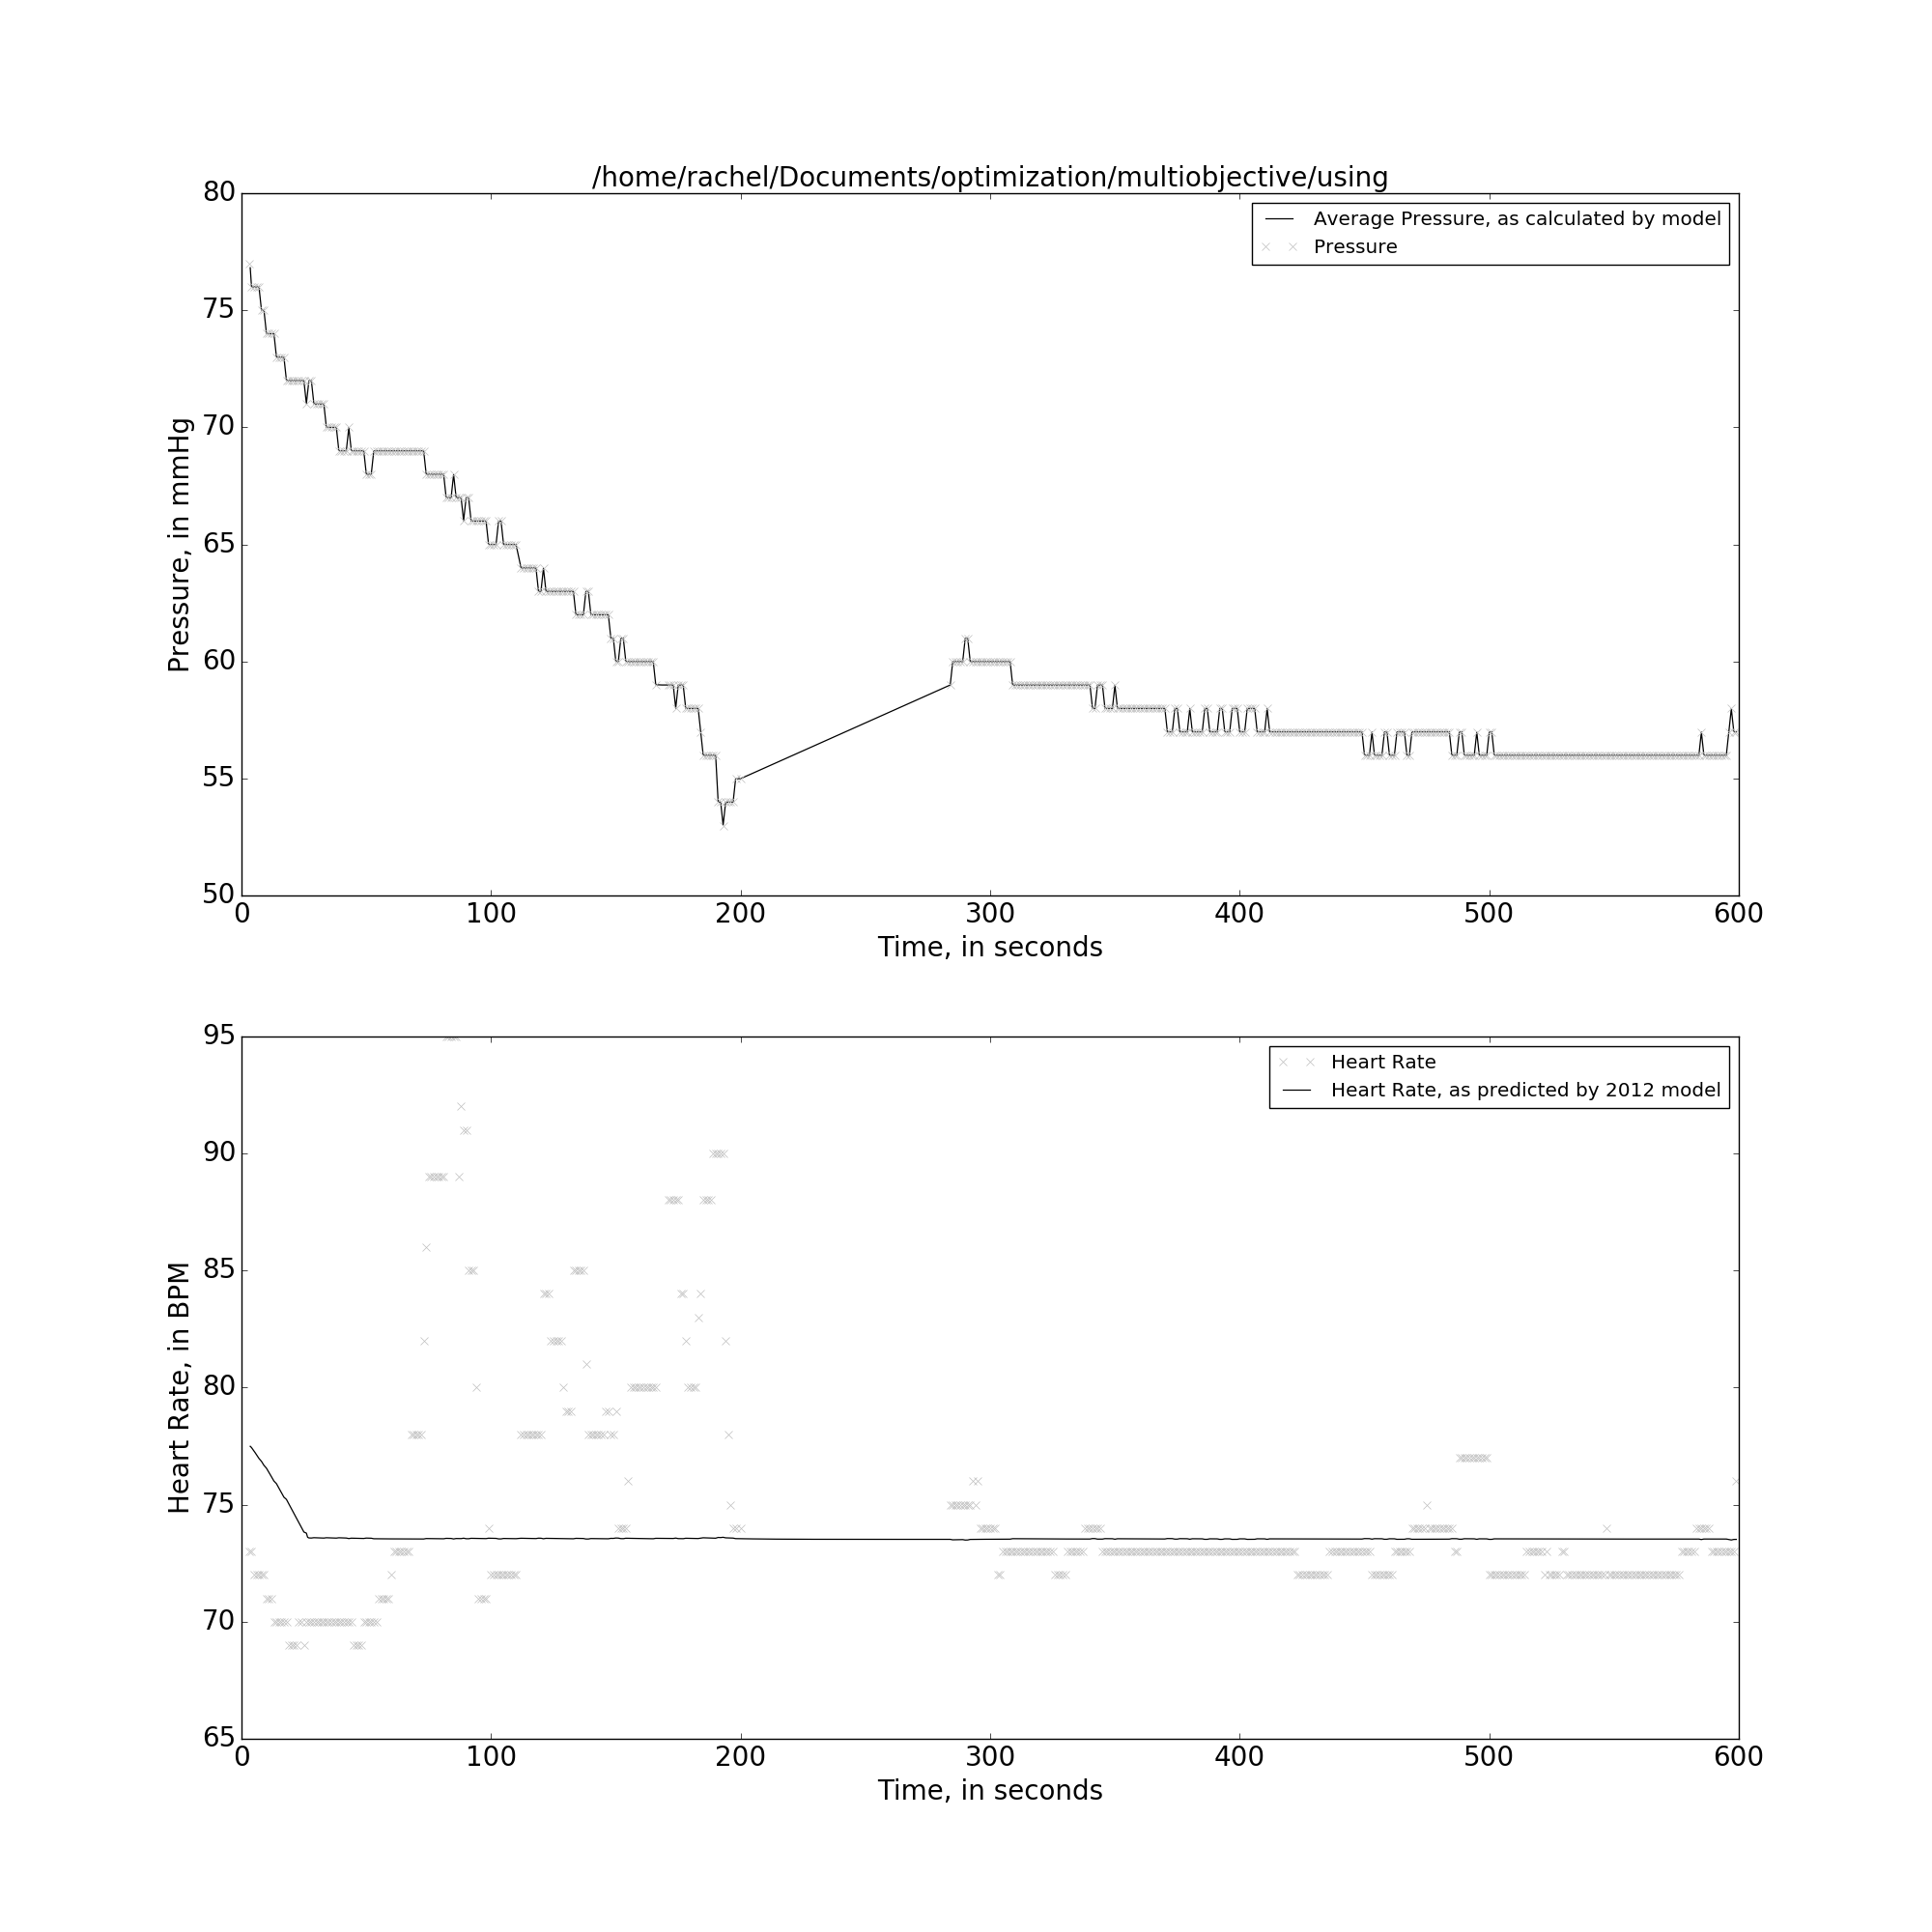 /home/rachel/Documents/optimization/multiobjective/using
80
75
70
65
60
55
50
Pressure, in mmHg
Average Pressure, as calculated by model
Pressure
0 100 200 300 400 500 600
Time, in seconds
95
90
85
80
75
70
65
Heart Rate, in BPM
Heart Rate
Heart Rate, as predicted by 2012 model
0 100 200 300 400 500 600
Time, in seconds